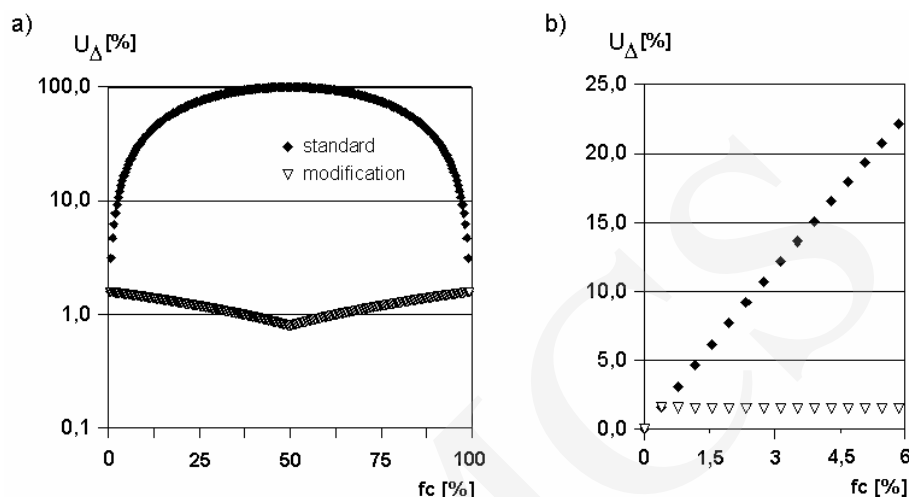 a)
U_Δ [%]
100,0
10,0
1,0
0,1
0
25
50
75
100
fc [%]
standard
modification
b)
U_Δ [%]
25,0
20,0
15,0
10,0
5,0
0,0
0
1,5
3
4,5
6
fc [%]
MCS